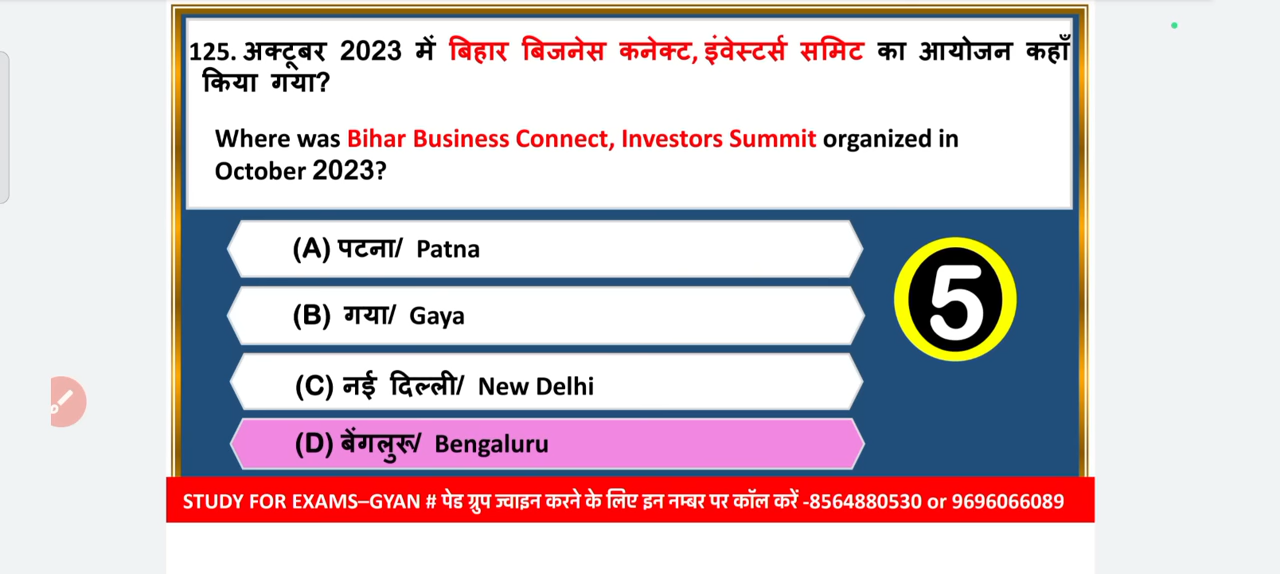 125. अक्टूबर 2023 में बिहार बिजनेस कनेक्ट, इंवेस्टर्स समिट का आयोजन कहाँ
किया गया?
Where was Bihar Business Connect, Investors Summit organized in
October 2023?
(A) पटना/ Patna
(B) गया/ Gaya
5
(C) नई दिल्ली/ New Delhi
(D) बेंगलुरू/ Bengaluru
STUDY FOR EXAMS–GYAN # पेड ग्रुप ज्वाइन करने के लिए इन नम्बर पर कॉल करें -8564880530 or 9696066089